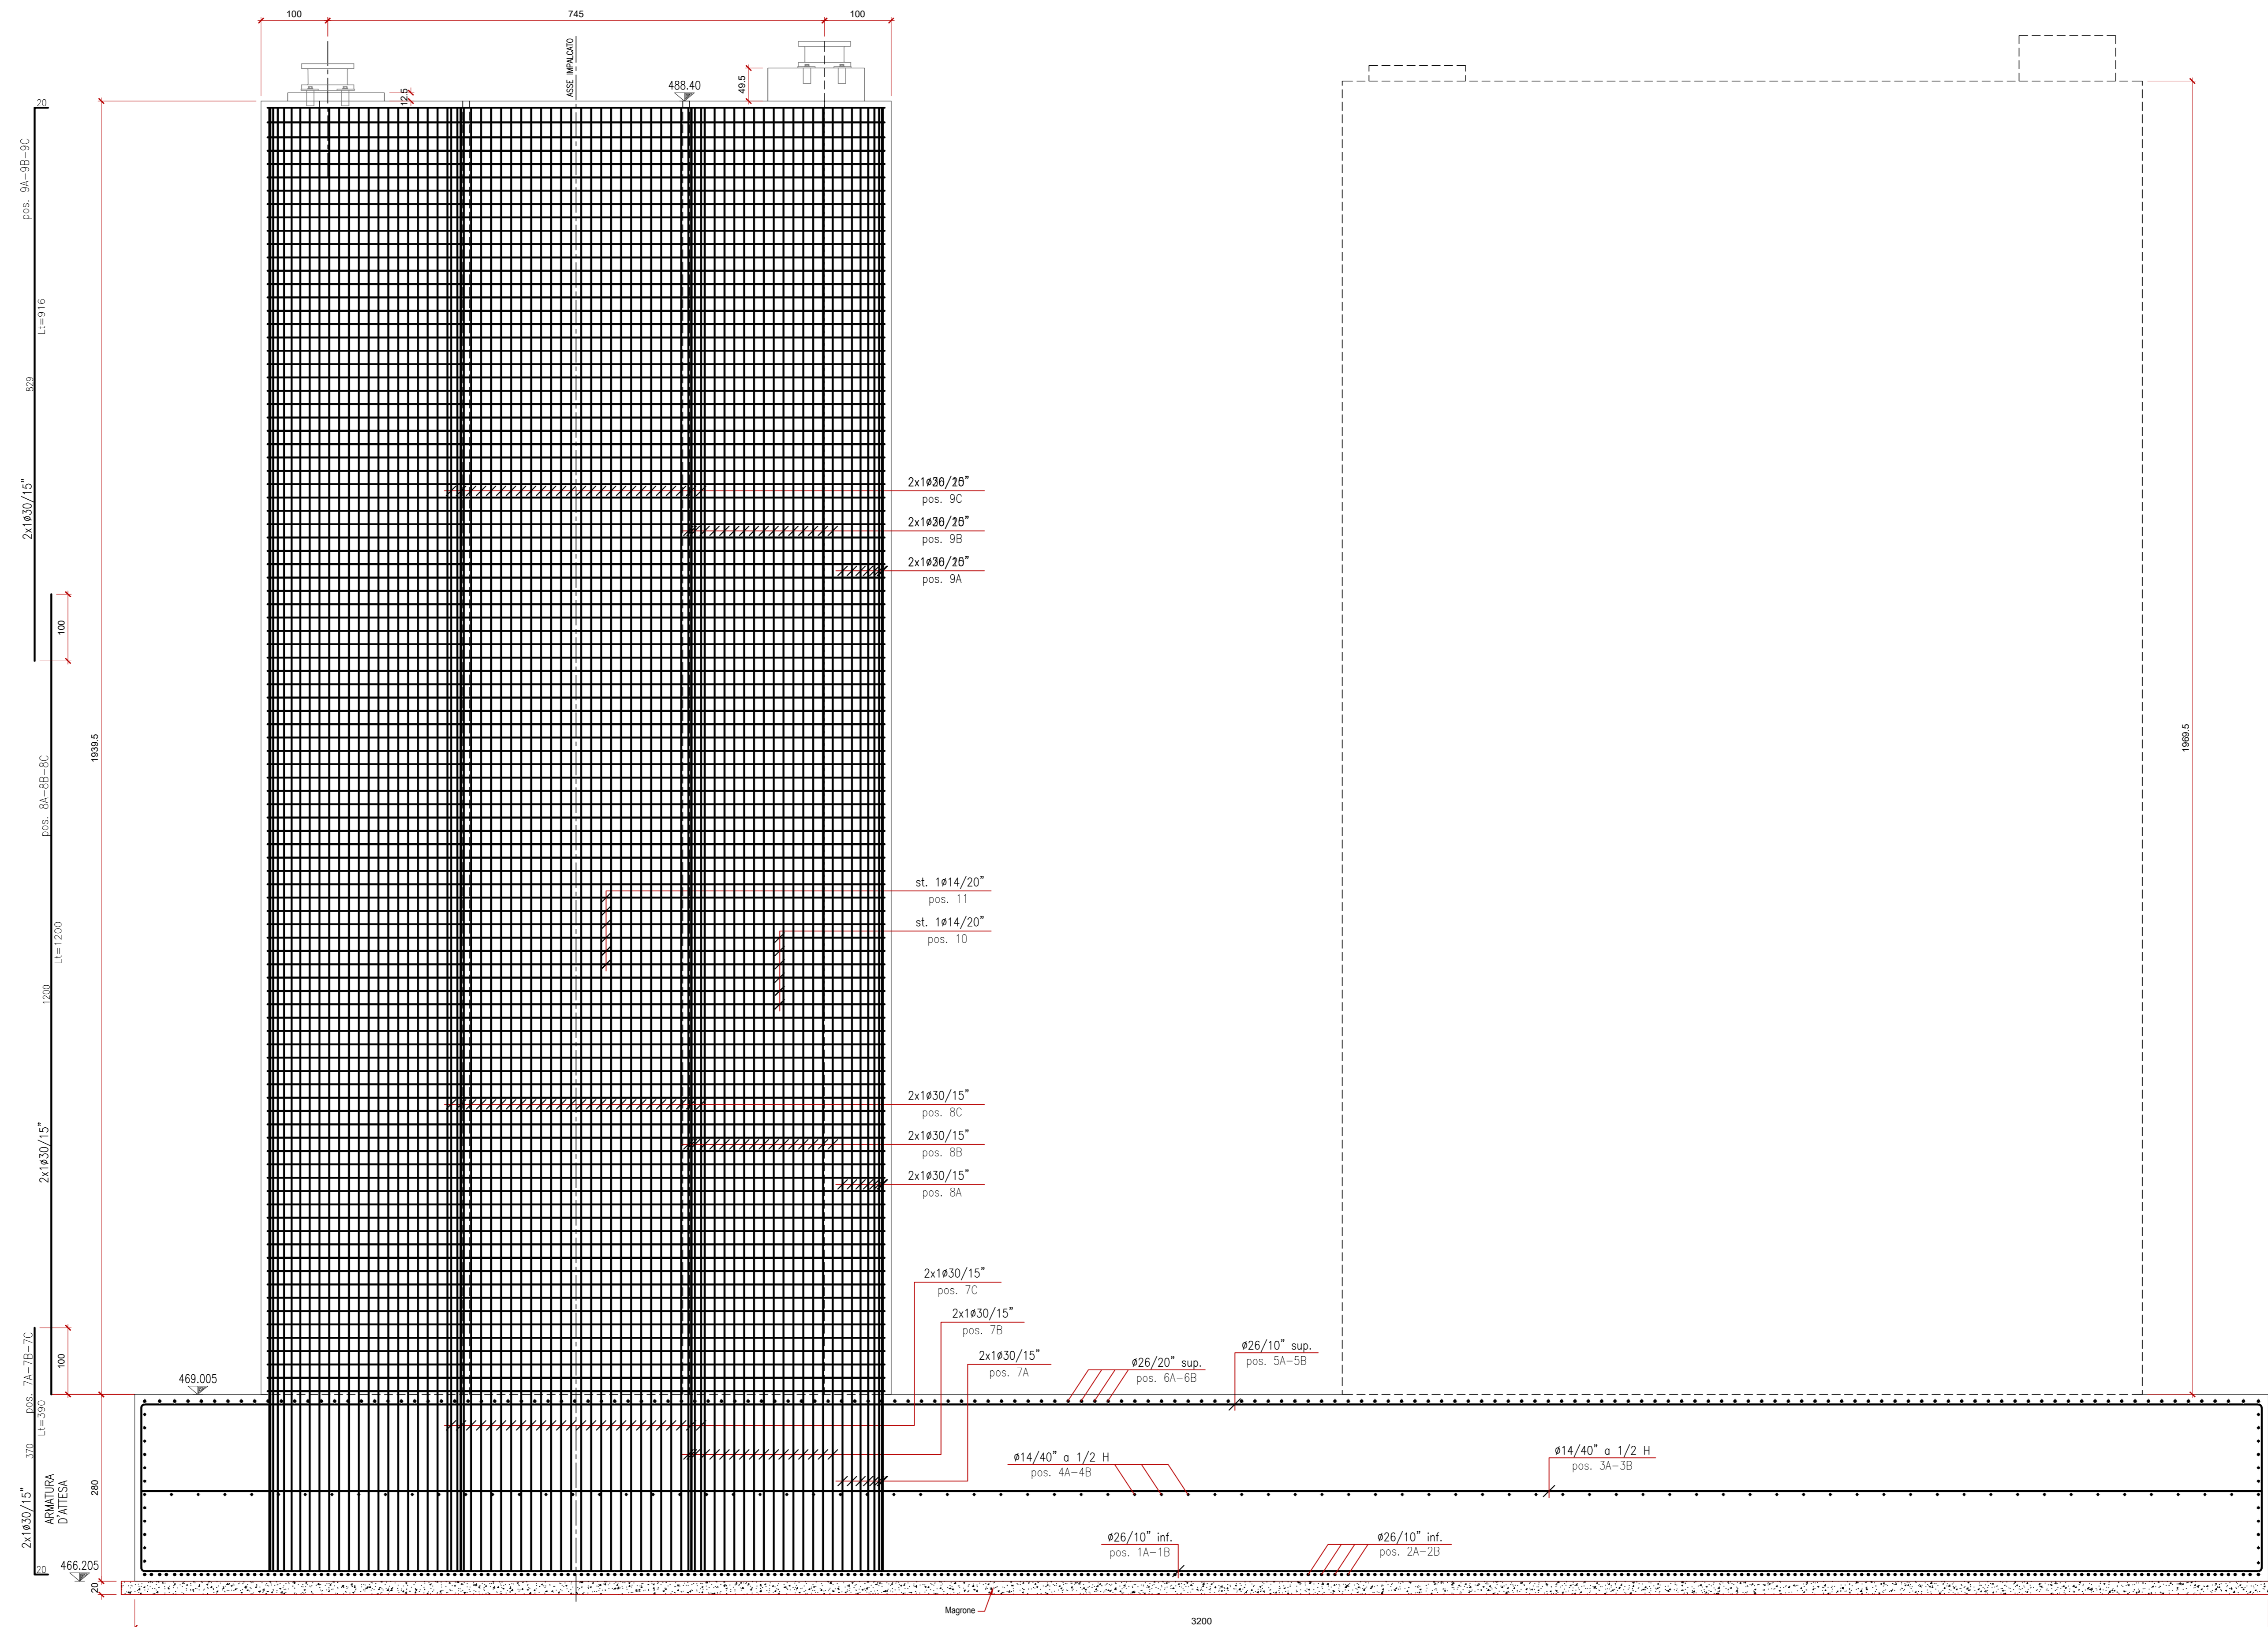 100
745
100
ASSE IMPALCATO
12.5
488.40
49.5
20
pos. 9A-9B-9C
Lt=916
829
2x1ø30/15"
100
1939.5
1969.5
pos. 9C
pos. 9B
pos. 9A
pos. 8A-8B-8C
Lt=1200
1200
2x1ø30/15"
st. 1ø14/20"
pos. 11
st. 1ø14/20"
pos. 10
2x1ø30/15"
pos. 8C
2x1ø30/15"
pos. 8B
2x1ø30/15"
pos. 8A
2x1ø30/15"
pos. 7C
2x1ø30/15"
pos. 7B
2x1ø30/15"
pos. 7A
ø26/20" sup.
pos. 6A-6B
ø26/10" sup.
pos. 5A-5B
pos. 7A-7B-7C
100
469.005
Lt=390
370
2x1ø30/15"
ARMATURA
D'ATTESA
280
ø14/40" a 1/2 H
pos. 4A-4B
ø14/40" a 1/2 H
pos. 3A-3B
ø26/10" inf.
pos. 1A-1B
ø26/10" inf.
pos. 2A-2B
20
466.205
20
Magrone
3200